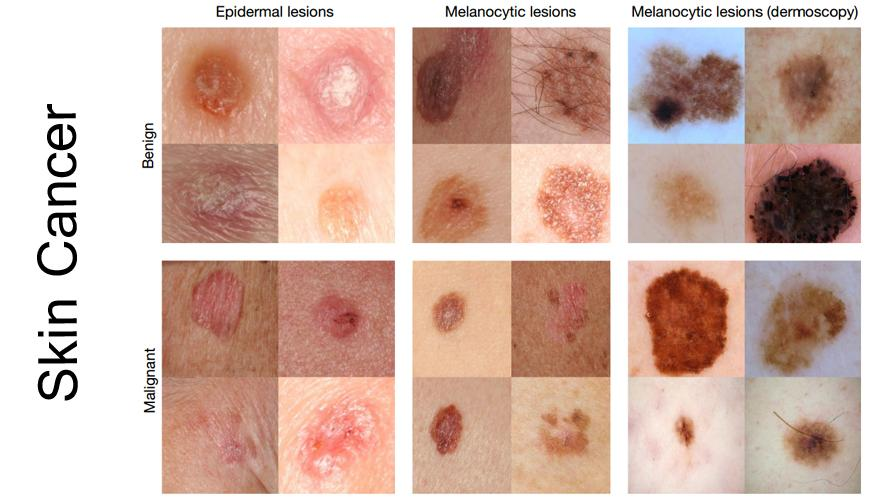 Epidermal lesions
Melanocytic lesions
Melanocytic lesions (dermoscopy)
Skin Cancer
Benign
Malignant